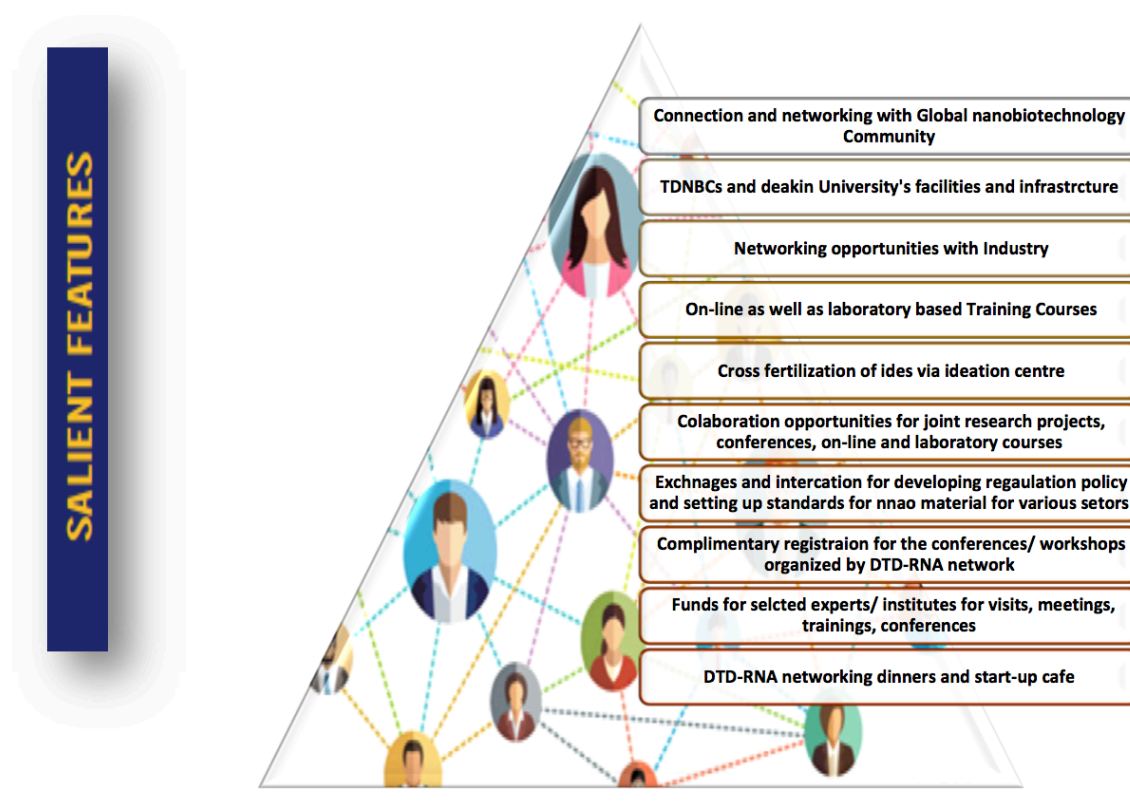 SALIENT FEATURES
Connection and networking with Global nanobiotechnology
Community
TDNBCs and deakin University's facilities and infrastrcture
Networking opportunities with Industry
On-line as well as laboratory based Training Courses
Cross fertilization of ides via ideation centre
Colaboration opportunities for joint research projects,
conferences, on-line and laboratory courses
Exchnages and intercation for developing regaulation policy
and setting up standards for nnao material for various setors
Complimentary registraion for the conferences/ workshops
organized by DTD-RNA network
Funds for selcted experts/ institutes for visits, meetings,
trainings, conferences
DTD-RNA networking dinners and start-up cafe